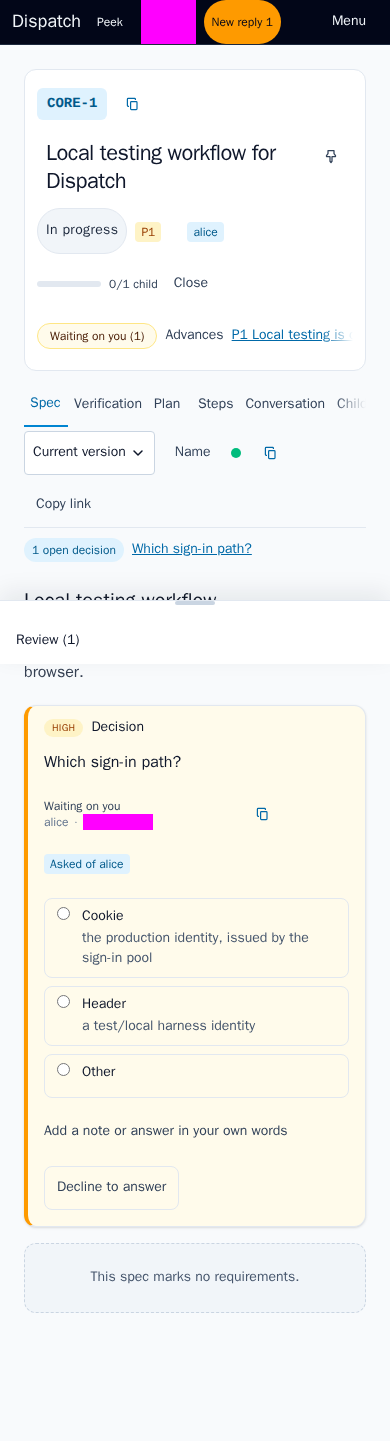 Dispatch Peek New reply 1 Menu
CORE-1
Local testing workflow for
Dispatch
In progress P1 alice
0/1 child Close
Waiting on you (1) Advances P1 Local testing is
Spec Verification Plan Steps Conversation Chil
Current version Name
Copy link
1 open decision Which sign-in path?
Local testing workflow
Review (1)
browser.
HIGH Decision
Which sign-in path?
Waiting on you
alice ·
Asked of alice
Cookie
the production identity, issued by the
sign-in pool
Header
a test/local harness identity
Other
Add a note or answer in your own words
Decline to answer
This spec marks no requirements.